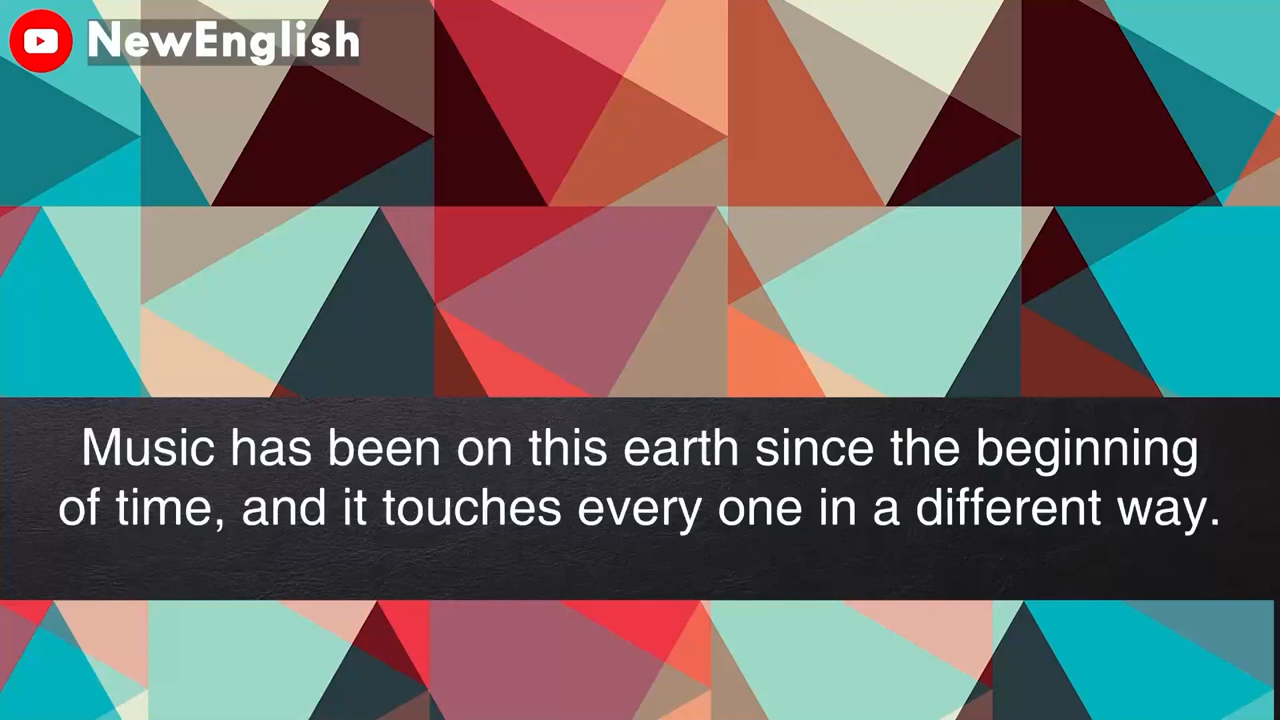 NewEnglish
Music has been on this earth since the beginning
of time, and it touches every one in a different way.